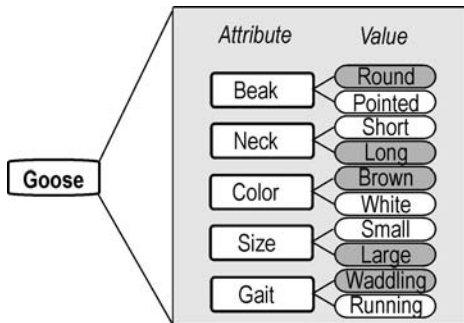 Attribute Value
Beak Round
Pointed
Neck Short
Long
Goose
Color Brown
White
Size Small
Large
Gait Waddling
Running